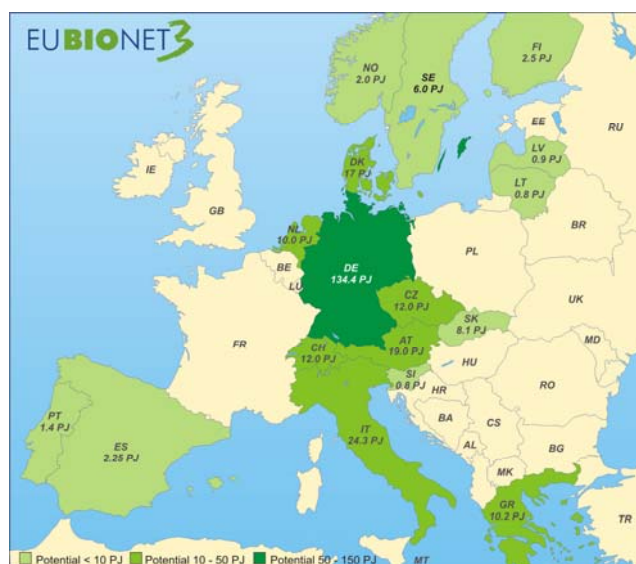 EUBIONET3
FI
2.5 PJ
NO
2.0 PJ
SE
6.0 PJ
EE
RU
LV
0.9 PJ
DK
17 PJ
LT
0.8 PJ
IE
GB
BR
NL
10.0 PJ
PL
BE
DE
134.4 PJ
LU
CZ
12.0 PJ
UK
SK
8.1 PJ
FR
CH
12.0 PJ
AT
19.0 PJ
MD
HU
SI
0.8 PJ
HR
RO
PT
1.4 PJ
ES
2.25 PJ
IT
24.3 PJ
BA
CS
BG
AL
MK
GR
10.2 PJ
TR
MT
Potential < 10 PJ
Potential 10 - 50 PJ
Potential 50 - 150 PJ